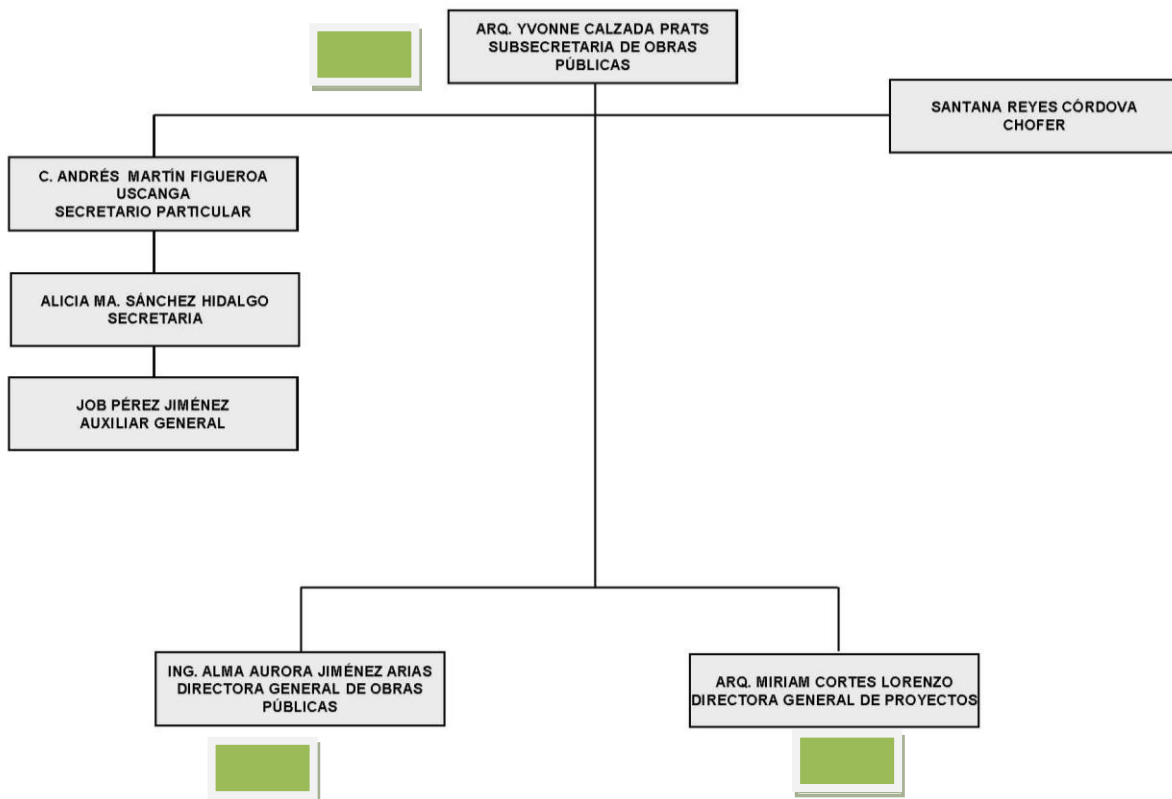 ARQ. YVONNE CALZADA PRATS
SUBSECRETARIA DE OBRAS
PÚBLICAS
SANTANA REYES CÓRDOVA
CHOFER
C. ANDRÉS MARTÍN FIGUEROA
USCANGA
SECRETARIO PARTICULAR
ALICIA MA. SÁNCHEZ HIDALGO
SECRETARIA
JOB PÉREZ JIMÉNEZ
AUXILIAR GENERAL
ING. ALMA AURORA JIMÉNEZ ARIAS
DIRECTORA GENERAL DE OBRAS
PÚBLICAS
ARQ. MIRIAM CORTES LORENZO
DIRECTORA GENERAL DE PROYECTOS